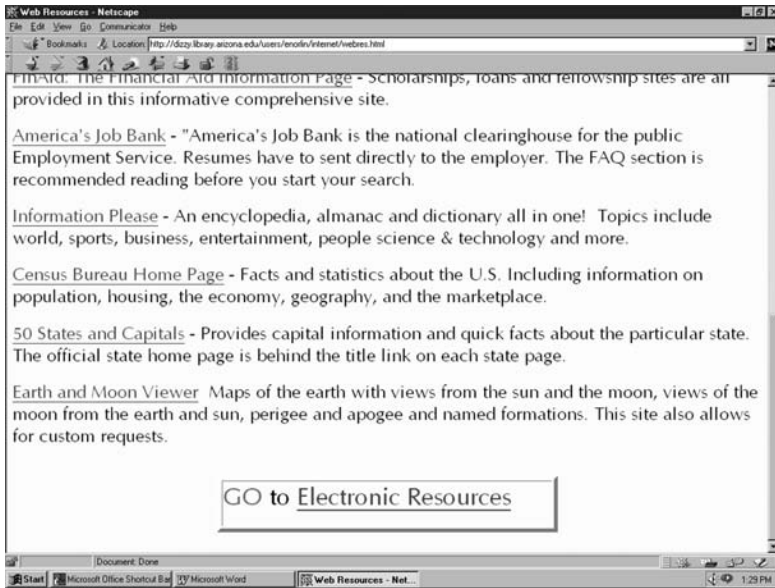 Web Resources - Netscape
File Edit View Go Communicator Help
Bookmarks Location: http://dizzy.library.arizona.edu/users/enorlin/internet/webres.html
FinAid: The Financial Aid Information Page - Scholarships, loans and fellowship sites are all
provided in this informative comprehensive site.
America's Job Bank - "America's Job Bank is the national clearinghouse for the public
Employment Service. Resumes have to sent directly to the employer. The FAQ section is
recommended reading before you start your search.
Information Please - An encyclopedia, almanac and dictionary all in one! Topics include
world, sports, business, entertainment, people science & technology and more.
Census Bureau Home Page - Facts and statistics about the U.S. Including information on
population, housing, the economy, geography, and the marketplace.
50 States and Capitals - Provides capital information and quick facts about the particular state.
The official state home page is behind the title link on each state page.
Earth and Moon Viewer Maps of the earth with views from the sun and the moon, views of the
moon from the earth and sun, perigee and apogee and named formations. This site also allows
for custom requests.
GO to Electronic Resources
Document: Done
Start Microsoft Office Shortcut Bar Microsoft Word Web Resources - Net... 1:29 PM